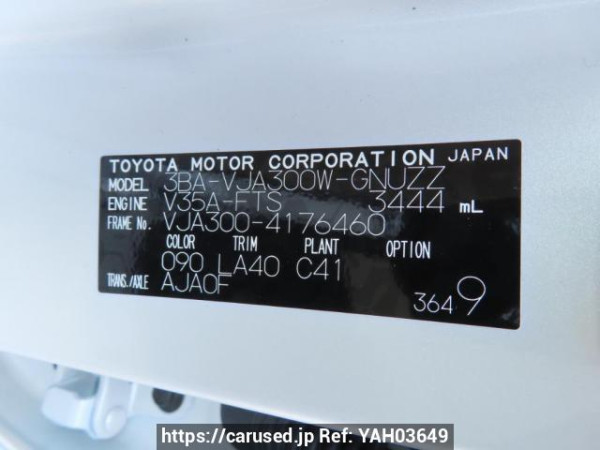 TOYOTA MOTOR CORPORATION JAPAN
MODEL 3BA-VJA300W-GNUZZ
ENGINE V35A-FTS 3444 mL
FRAME No. VJA300-4176460
COLOR TRIM PLANT OPTION
090 LA40 C41
TRANS./AXLE AJA0F
3649
https://carused.jp Ref: YAH03649